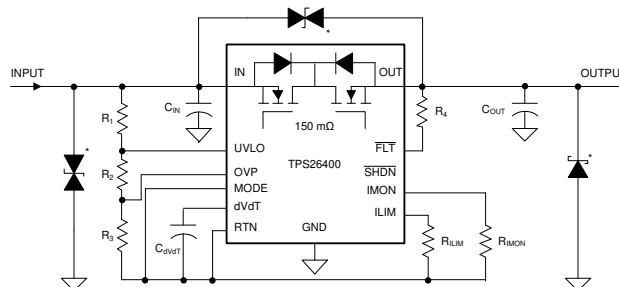 *
INPUT
IN
OUT
OUTPUT
CIN
R1
R4
COUT
150 mΩ
UVLO
FLT
*
*
R2
OVP
TPS26400
SHDN
MODE
IMON
dVdT
ILIM
R3
RTN
GND
CdVdT
RILIM
RIMON